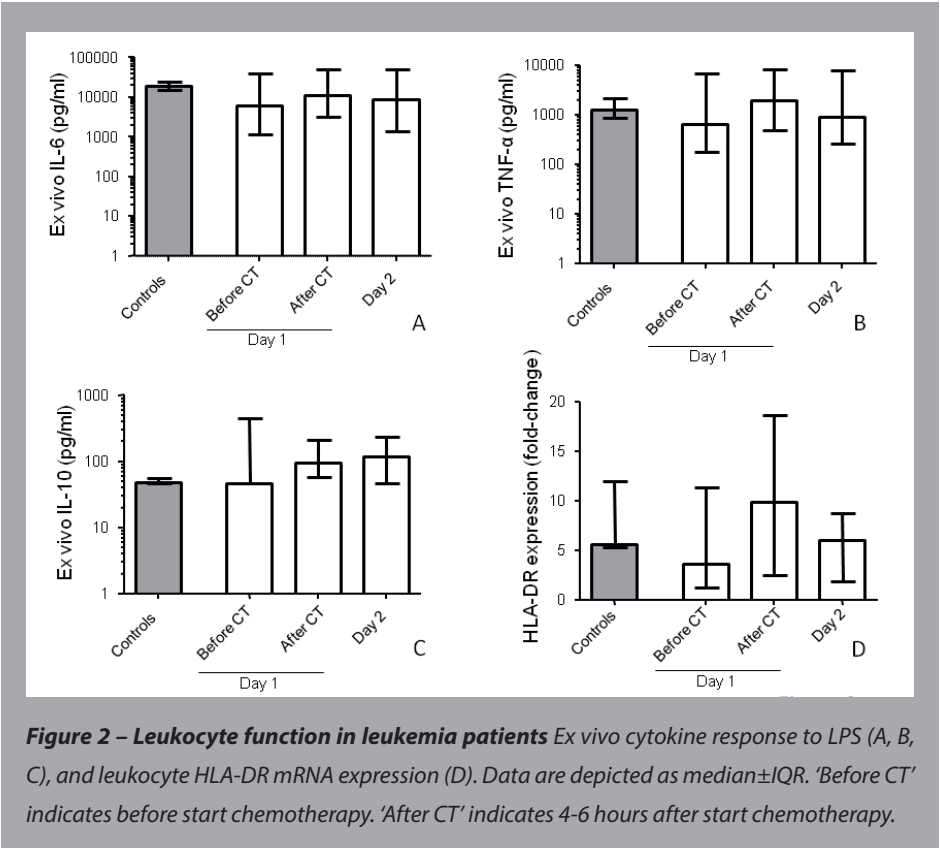 Ex vivo IL-6 (pg/ml)
100000
10000
1000
100
10
1
Controls
Before CT
After CT
Day 2
Day 1
A
Ex vivo TNF-α (pg/ml)
10000
1000
100
10
1
Controls
Before CT
After CT
Day 2
Day 1
B
Ex vivo IL-10 (pg/ml)
1000
100
10
1
Controls
Before CT
After CT
Day 2
Day 1
C
HLA-DR expression (fold-change)
20
15
10
5
0
Controls
Before CT
After CT
Day 2
Day 1
D
Figure 2 – Leukocyte function in leukemia patients Ex vivo cytokine response to LPS (A, B,
C), and leukocyte HLA-DR mRNA expression (D). Data are depicted as median±IQR. ‘Before CT’
indicates before start chemotherapy. ‘After CT’ indicates 4-6 hours after start chemotherapy.